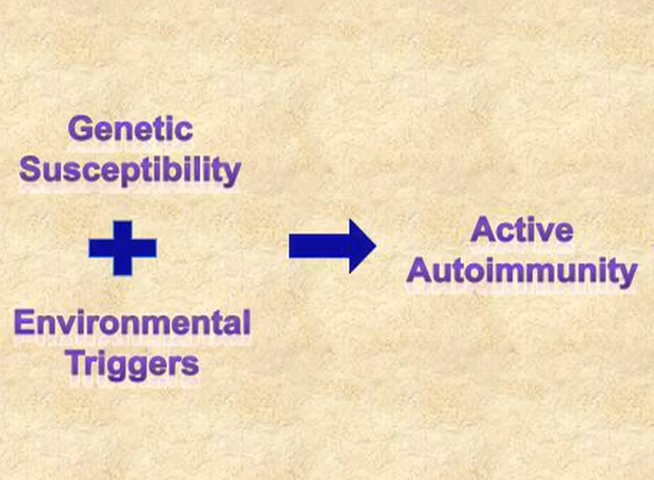 Genetic
Susceptibility
Environmental
Triggers
Active
Autoimmunity